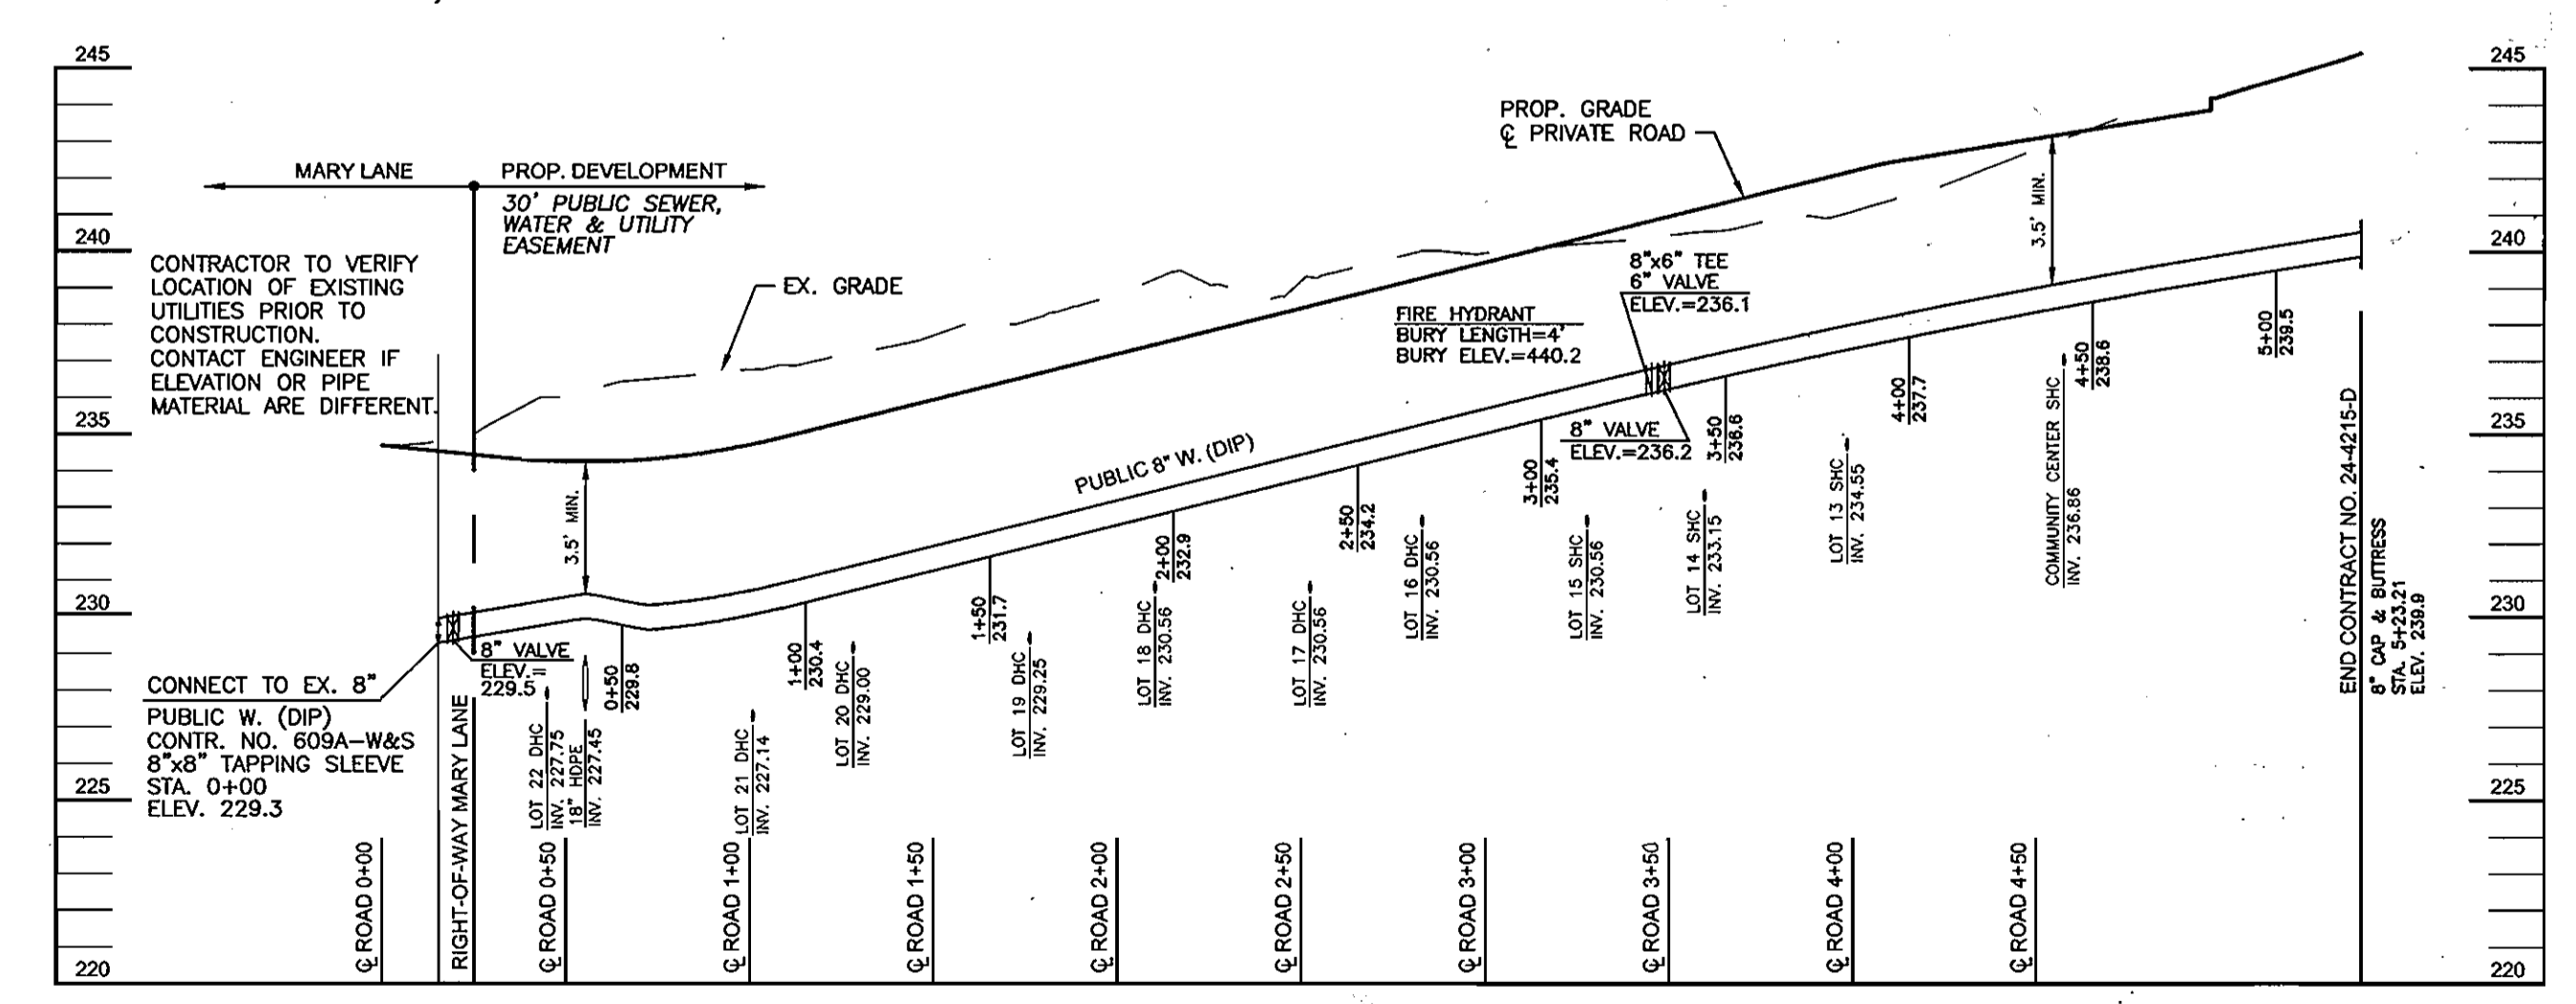 245
240
235
230
225
220
MARY LANE
PROP. DEVELOPMENT
30' PUBLIC SEWER,
WATER & UTILITY
EASEMENT
CONTRACTOR TO VERIFY
LOCATION OF EXISTING
UTILITIES PRIOR TO
CONSTRUCTION.
CONTACT ENGINEER IF
ELEVATION OR PIPE
MATERIAL ARE DIFFERENT.
EX. GRADE
PROP. GRADE
℄ PRIVATE ROAD
3.5' MIN.
3.5' MIN.
8"x6" TEE
6" VALVE
ELEV.=236.1
FIRE HYDRANT
BURY LENGTH=4'
BURY ELEV.=440.2
8" VALVE
ELEV.=236.2
PUBLIC 8" W. (DIP)
8" VALVE
ELEV.=
229.5
CONNECT TO EX. 8"
PUBLIC W. (DIP)
CONTR. NO. 609A-W&S
8"x8" TAPPING SLEEVE
STA. 0+00
ELEV. 229.3
RIGHT-OF-WAY MARY LANE
LOT 22 DHC
INV. 227.75
18" HDPE
INV. 227.45
0+50
229.8
LOT 21 DHC
INV. 227.14
1+00
230.4
LOT 20 DHC
INV. 229.00
1+50
231.7
LOT 19 DHC
INV. 229.25
LOT 18 DHC
INV. 230.56
2+00
232.9
LOT 17 DHC
INV. 230.56
2+50
234.2
LOT 16 DHC
INV. 230.56
3+00
235.4
LOT 15 SHC
INV. 230.56
LOT 14 SHC
INV. 233.15
3+50
236.6
LOT 13 SHC
INV. 234.55
4+00
237.7
COMMUNITY CENTER SHC
INV. 236.86
4+50
238.6
5+00
239.5
END CONTRACT NO. 24-4215-D
8" CAP & BUTTRESS
STA. 5+23.21
ELEV. 239.9
℄ ROAD 0+00
℄ ROAD 0+50
℄ ROAD 1+00
℄ ROAD 1+50
℄ ROAD 2+00
℄ ROAD 2+50
℄ ROAD 3+00
℄ ROAD 3+50
℄ ROAD 4+00
℄ ROAD 4+50
245
240
235
230
225
220